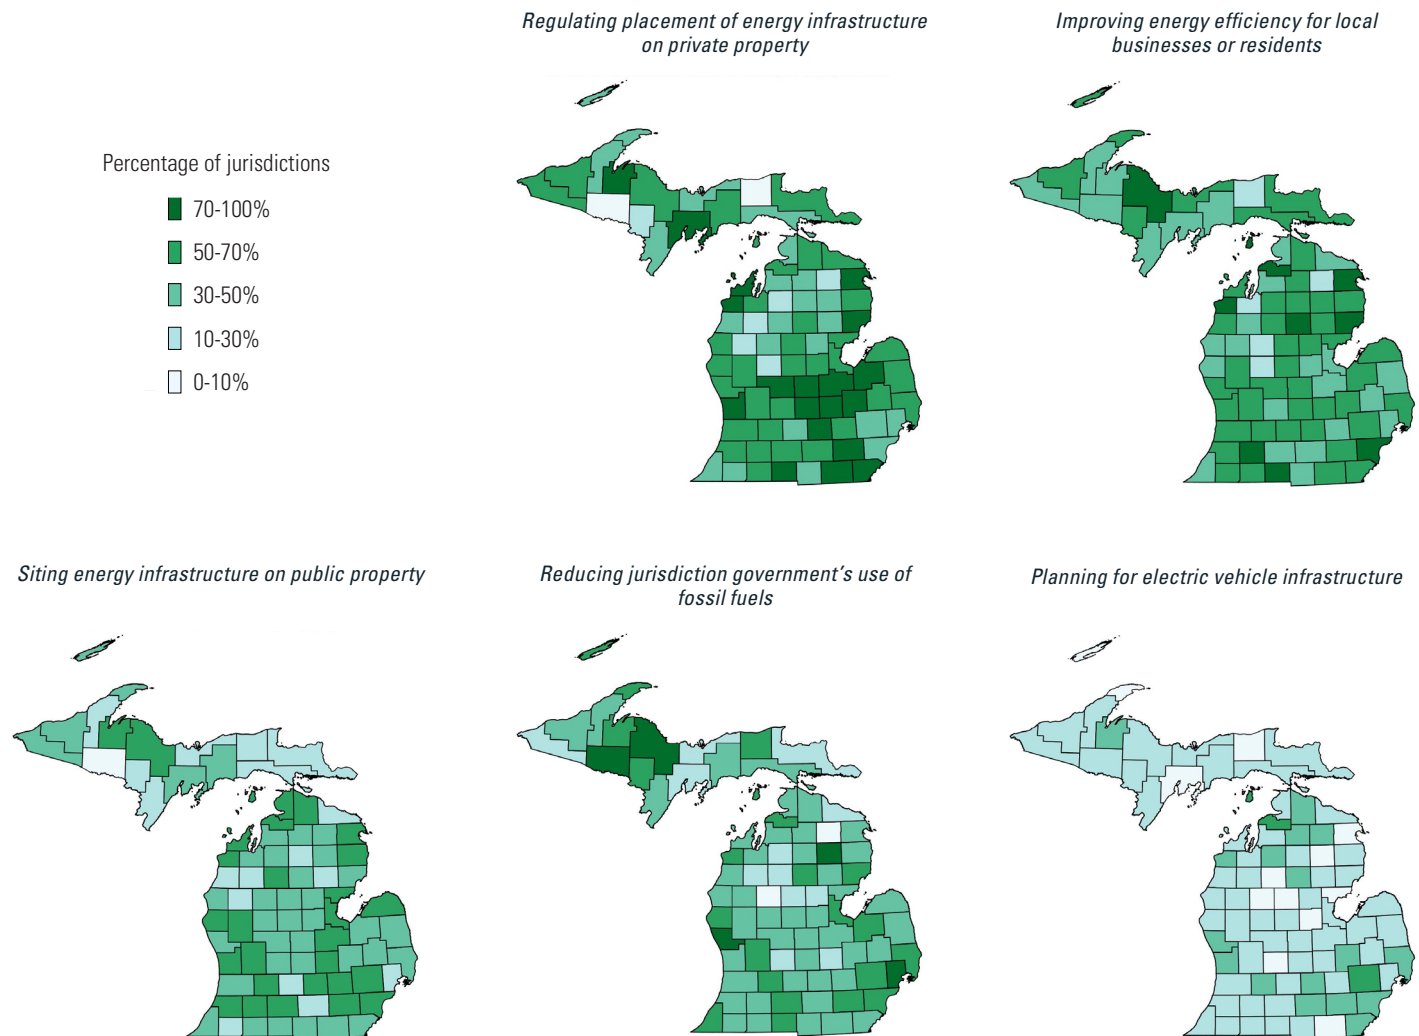 Regulating placement of energy infrastructure
on private property
Improving energy efficiency for local
businesses or residents
Percentage of jurisdictions
70-100%
50-70%
30-50%
10-30%
0-10%
Siting energy infrastructure on public property
Reducing jurisdiction government's use of
fossil fuels
Planning for electric vehicle infrastructure